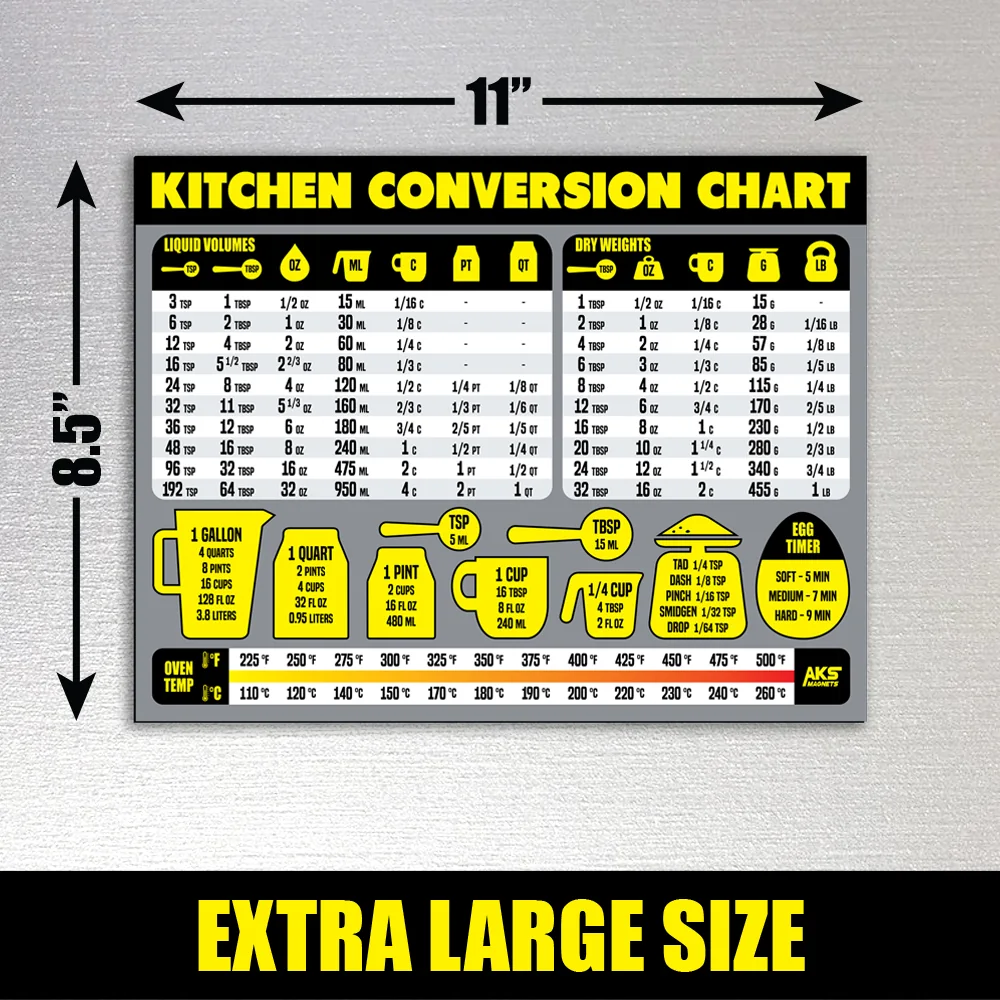 11”
8.5”
KITCHEN CONVERSION CHART
LIQUID VOLUMES
TSP TBSP OZ ML C PT QT
3 TSP 1 TBSP 1/2 OZ 15 ML 1/16 C - -
6 TSP 2 TBSP 1 OZ 30 ML 1/8 C - -
12 TSP 4 TBSP 2 OZ 60 ML 1/4 C - -
16 TSP 5 1/2 TBSP 2 2/3 OZ 80 ML 1/3 C - -
24 TSP 8 TBSP 4 OZ 120 ML 1/2 C 1/4 PT 1/8 QT
32 TSP 11 TBSP 5 1/3 OZ 160 ML 2/3 C 1/3 PT 1/6 QT
36 TSP 12 TBSP 6 OZ 180 ML 3/4 C 2/5 PT 1/5 QT
48 TSP 16 TBSP 8 OZ 240 ML 1 C 1/2 PT 1/4 QT
96 TSP 32 TBSP 16 OZ 475 ML 2 C 1 PT 1/2 QT
192 TSP 64 TBSP 32 OZ 950 ML 4 C 2 PT 1 QT
DRY WEIGHTS
TBSP OZ C G LB
1 TBSP 1/2 OZ 1/16 C 15 G -
2 TBSP 1 OZ 1/8 C 28 G 1/16 LB
4 TBSP 2 OZ 1/4 C 57 G 1/8 LB
6 TBSP 3 OZ 1/3 C 85 G 1/5 LB
8 TBSP 4 OZ 1/2 C 115 G 1/4 LB
12 TBSP 6 OZ 3/4 C 170 G 2/5 LB
16 TBSP 8 OZ 1 C 230 G 1/2 LB
20 TBSP 10 OZ 1 1/4 C 280 G 2/3 LB
24 TBSP 12 OZ 1 1/2 C 340 G 3/4 LB
32 TBSP 16 OZ 2 C 455 G 1 LB
1 GALLON
4 QUARTS
8 PINTS
16 CUPS
128 FL OZ
3.8 LITERS
1 QUART
2 PINTS
4 CUPS
32 FL OZ
0.95 LITERS
TSP
5 ML
1 PINT
2 CUPS
16 FL OZ
480 ML
TBSP
15 ML
1 CUP
16 TBSP
8 FL OZ
240 ML
1/4 CUP
4 TBSP
2 FL OZ
TAD 1/4 TSP
DASH 1/8 TSP
PINCH 1/16 TSP
SMIDGEN 1/32 TSP
DROP 1/64 TSP
EGG
TIMER
SOFT - 5 MIN
MEDIUM - 7 MIN
HARD - 9 MIN
OVEN
TEMP
°F 225 °F 250 °F 275 °F 300 °F 325 °F 350 °F 375 °F 400 °F 425 °F 450 °F 475 °F 500 °F
°C 110 °C 120 °C 140 °C 150 °C 170 °C 180 °C 190 °C 200 °C 220 °C 230 °C 240 °C 260 °C
AKS
MAGNETS
EXTRA LARGE SIZE